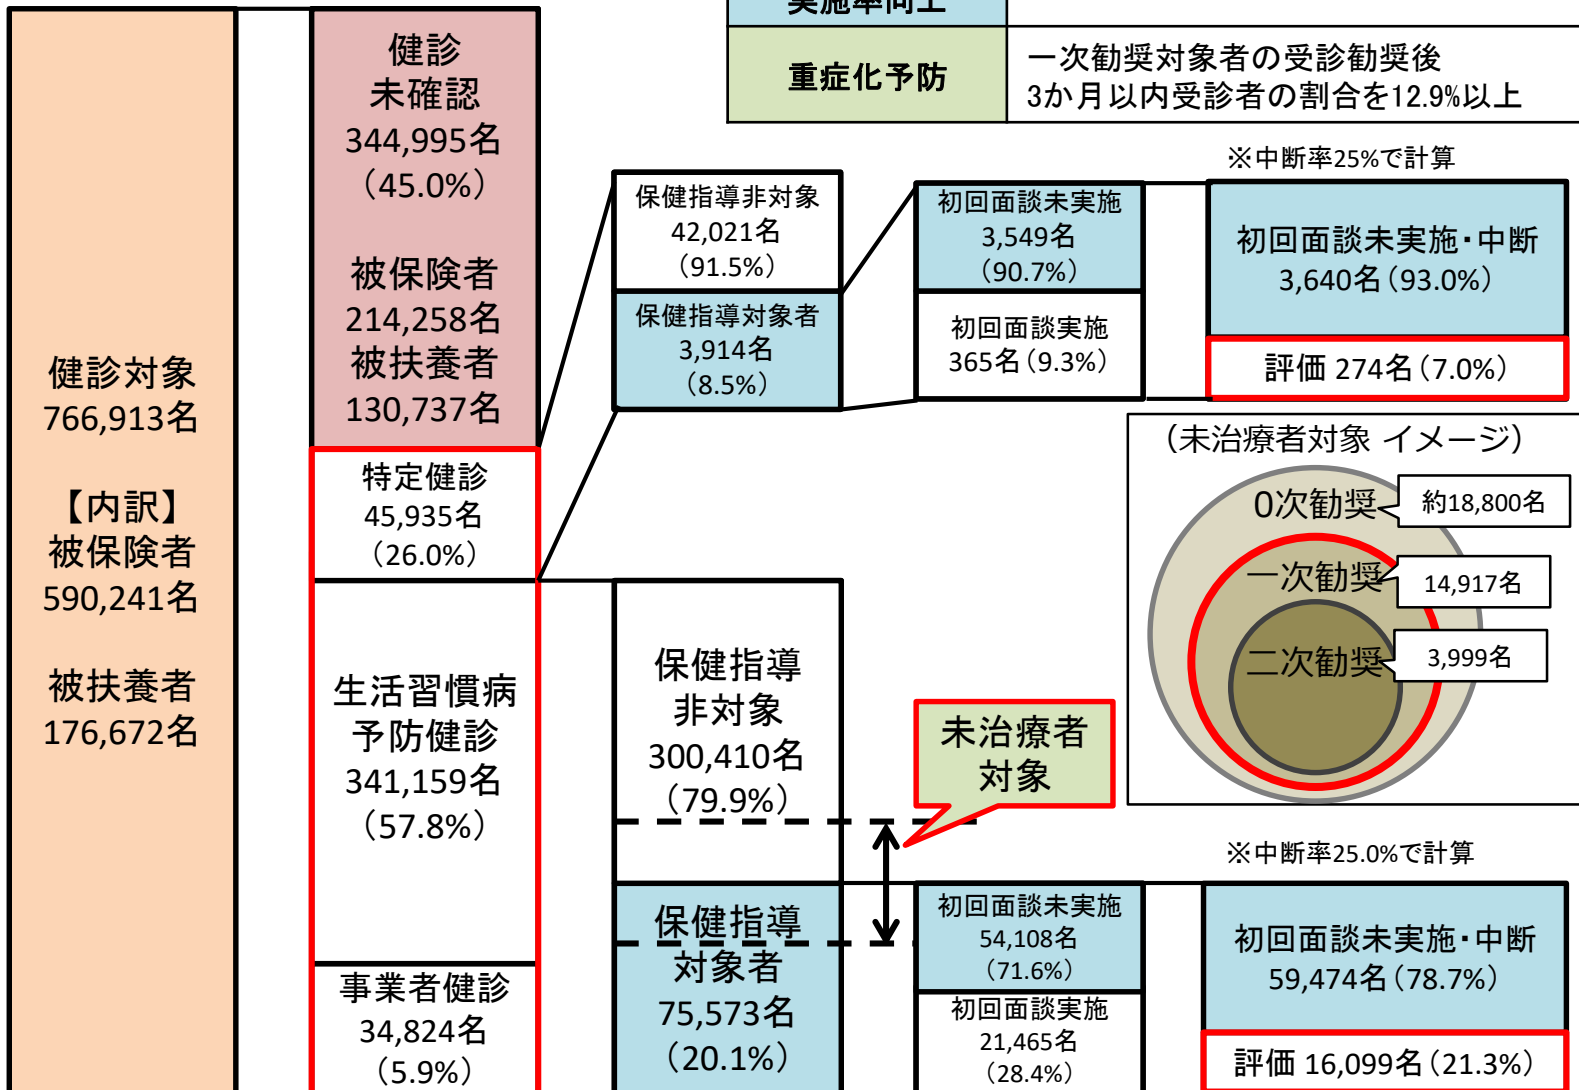 実施率向上
重症化予防
一次勧奨対象者の受診勧奨後
3か月以内受診者の割合を12.9%以上
健診対象
766,913名
【内訳】
被保険者
590,241名
被扶養者
176,672名
健診
未確認
344,995名
(45.0%)
被保険者
214,258名
被扶養者
130,737名
特定健診
45,935名
(26.0%)
生活習慣病
予防健診
341,159名
(57.8%)
事業者健診
34,824名
(5.9%)
保健指導非対象
42,021名
(91.5%)
保健指導対象者
3,914名
(8.5%)
初回面談未実施
3,549名
(90.7%)
初回面談実施
365名(9.3%)
※中断率25%で計算
初回面談未実施・中断
3,640名(93.0%)
評価 274名(7.0%)
(未治療者対象 イメージ)
0次勧奨
約18,800名
一次勧奨
14,917名
二次勧奨
3,999名
保健指導
非対象
300,410名
(79.9%)
保健指導
対象者
75,573名
(20.1%)
未治療者
対象
初回面談未実施
54,108名
(71.6%)
初回面談実施
21,465名
(28.4%)
※中断率25.0%で計算
初回面談未実施・中断
59,474名(78.7%)
評価 16,099名(21.3%)